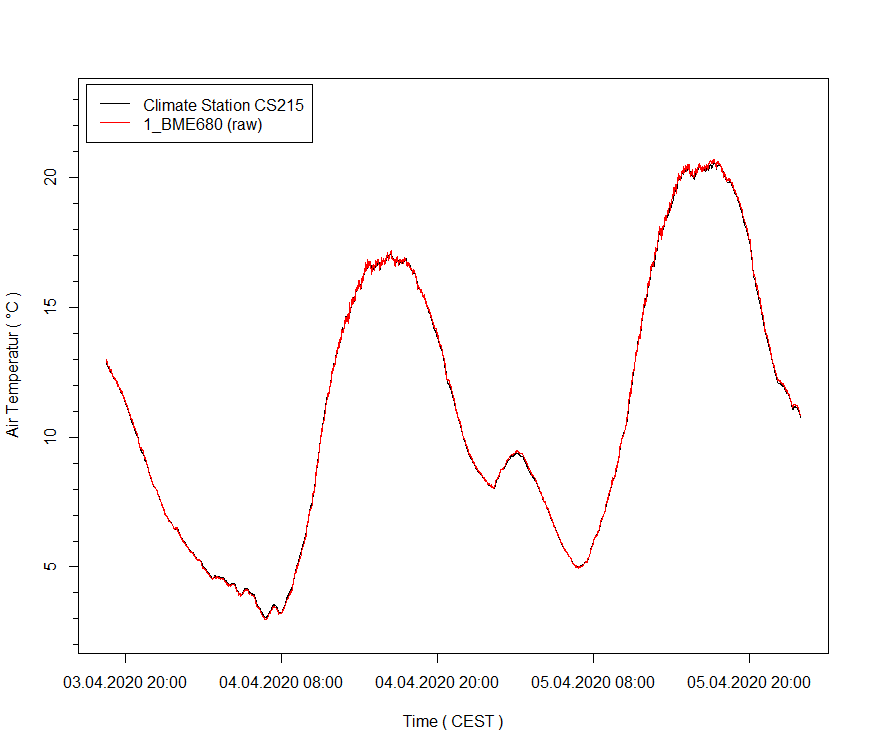 Climate Station CS215
1_BME680 (raw)
Air Temperatur ( °C )
20
15
10
5
03.04.2020 20:00
04.04.2020 08:00
04.04.2020 20:00
05.04.2020 08:00
05.04.2020 20:00
Time ( CEST )